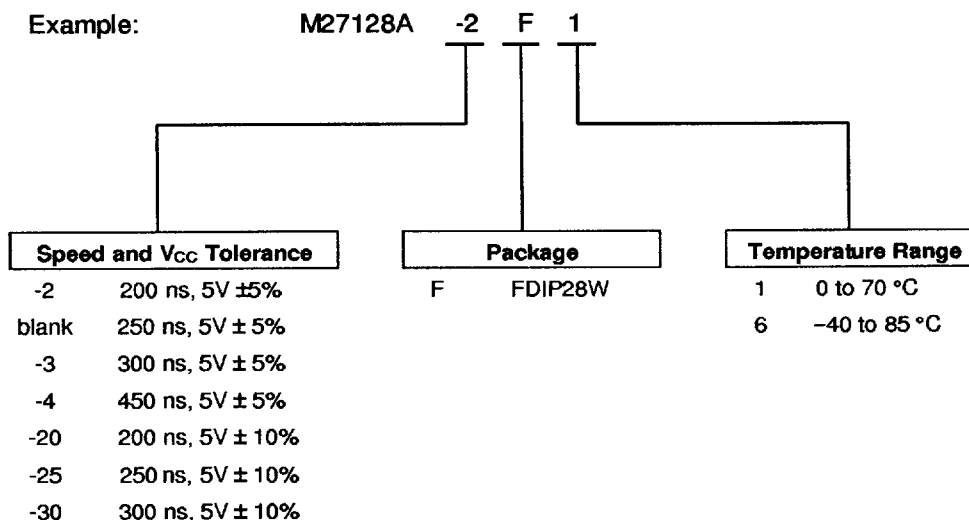 Example: M27128A -2 F 1
Speed and VCC Tolerance
-2 200 ns, 5V ±5%
blank 250 ns, 5V ± 5%
-3 300 ns, 5V ± 5%
-4 450 ns, 5V ± 5%
-20 200 ns, 5V ± 10%
-25 250 ns, 5V ± 10%
-30 300 ns, 5V ± 10%
Package
F FDIP28W
Temperature Range
1 0 to 70 °C
6 –40 to 85 °C